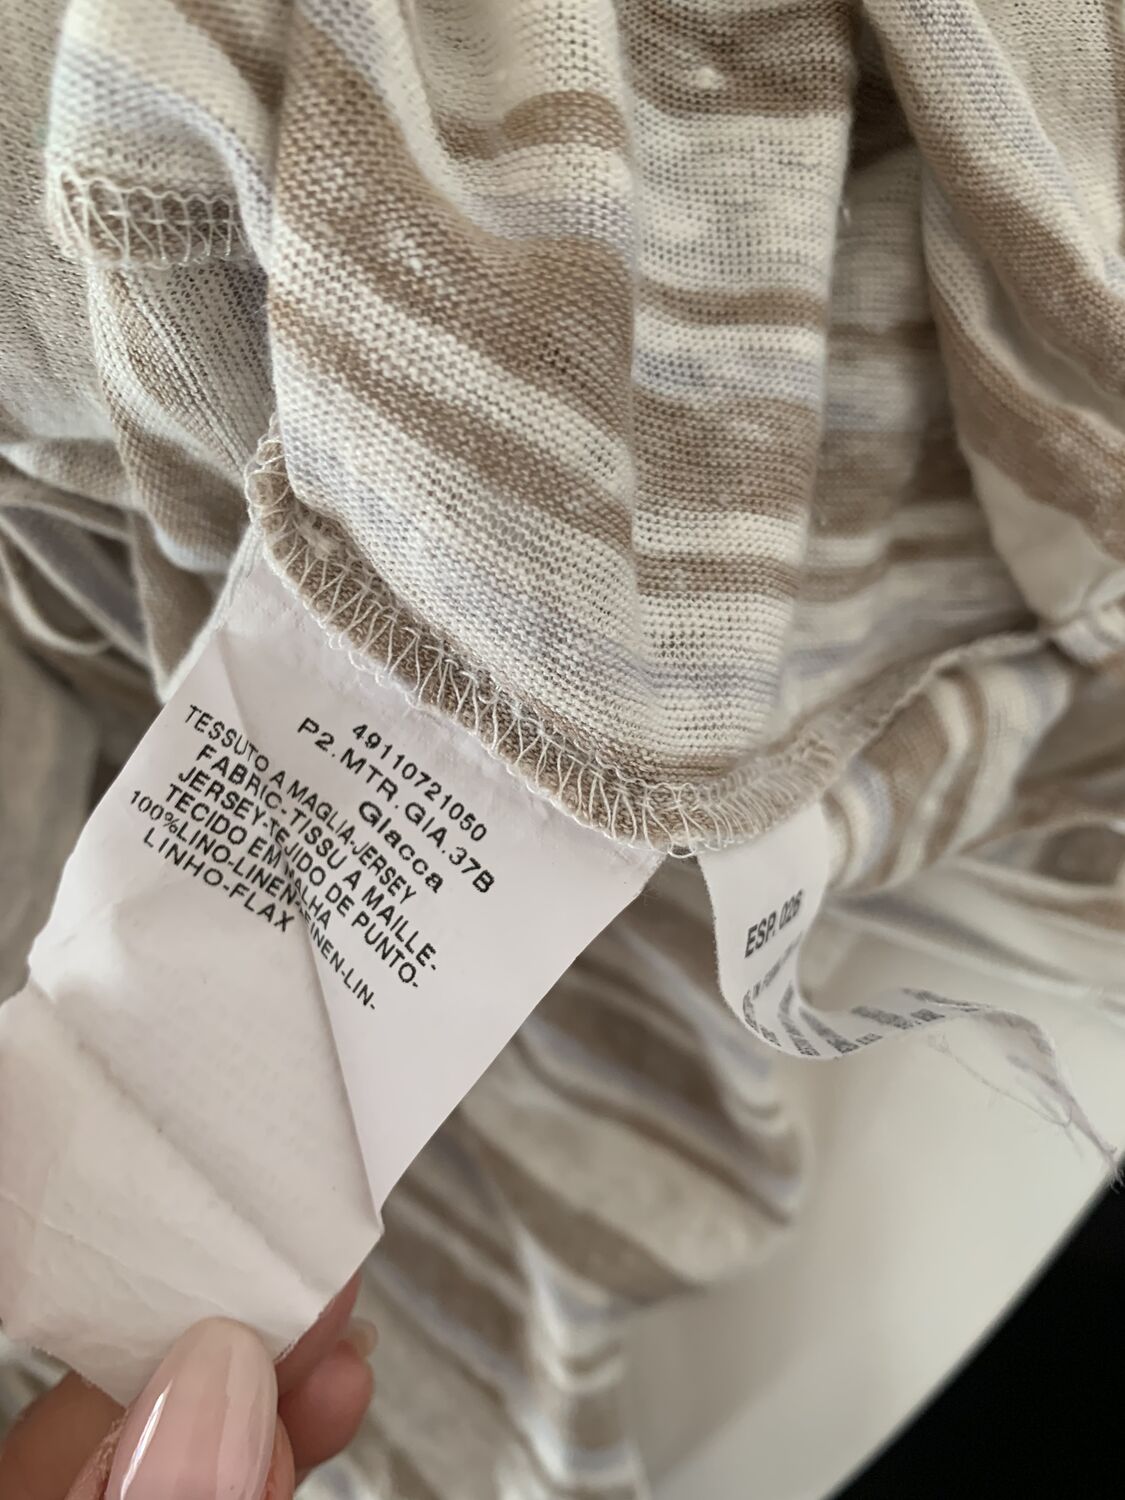 49110721050
P2.MTR.GIA.37B
Giacca
TESSUTO A MAGLIA-JERSEY
FABRIC-TISSU A MAILLE-
JERSEY-TEJIDO DE PUNTO-
TECIDO EM MALHA
100%LINO-LINEN-LEINEN-LIN-
LINHO-FLAX
ESP. 026